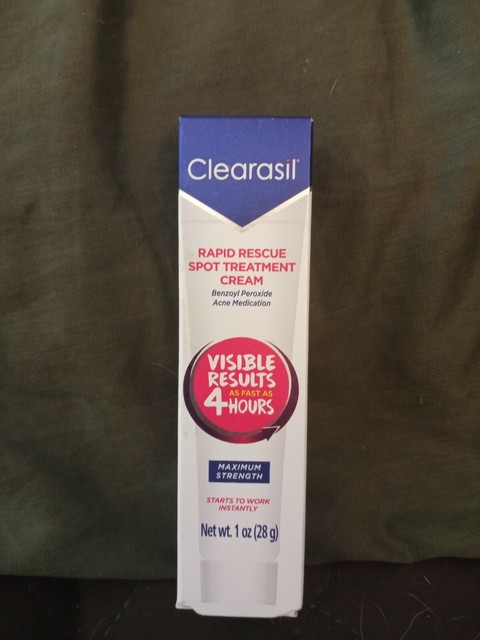 Clearasil®
RAPID RESCUE
SPOT TREATMENT
CREAM
Benzoyl Peroxide
Acne Medication
VISIBLE
RESULTS
AS FAST AS
4 HOURS
MAXIMUM
STRENGTH
STARTS TO WORK
INSTANTLY
Net wt. 1 oz (28 g)